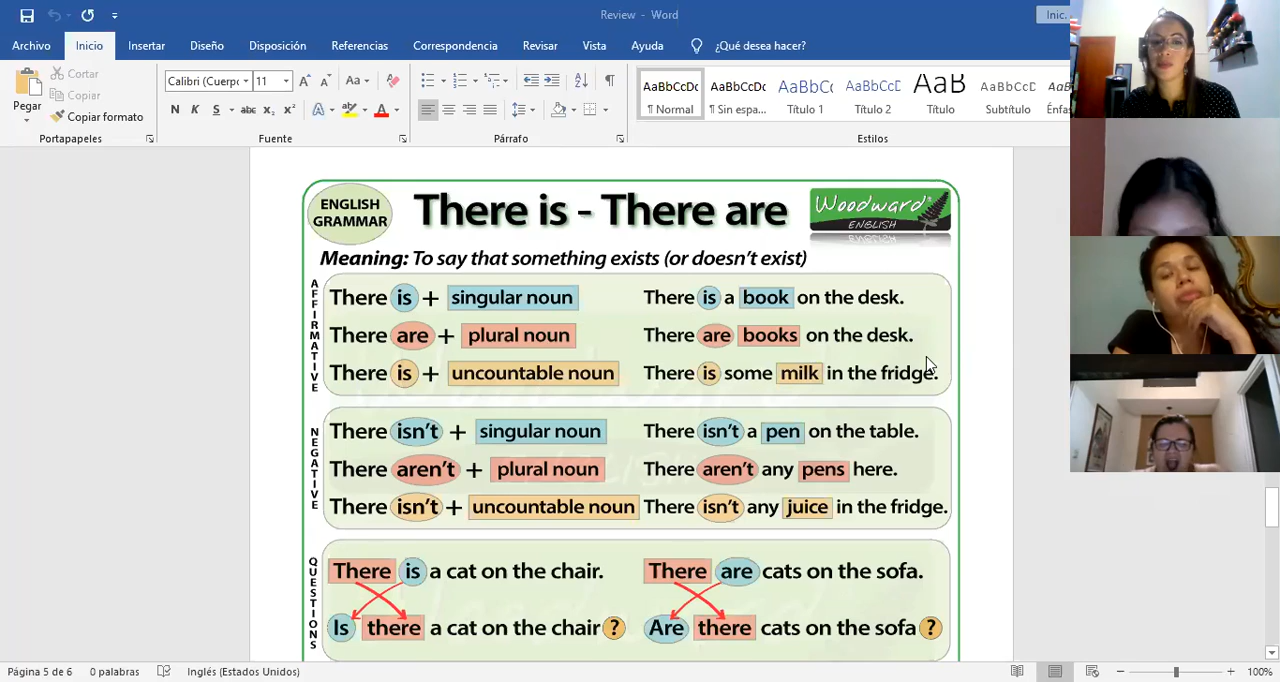 Review - Word
Inic.
Archivo Inicio Insertar Diseño Disposición Referencias Correspondencia Revisar Vista Ayuda ¿Qué desea hacer?
Pegar
Cortar
Copiar
Copiar formato
Portapapeles
Calibri (Cuerpo 11
N K S abc x₂ x²
Fuente
Párrafo
AaBbCcDc AaBbCcDc AaBbCc AaBbCcD AaB AaBbCcD
¶ Normal ¶ Sin espa... Título 1 Título 2 Título Subtítulo Énfas
Estilos
ENGLISH
GRAMMAR
There is - There are
Woodward
ENGLISH
Meaning: To say that something exists (or doesn't exist)
AFFIRMATIVE
There is + singular noun There is a book on the desk.
There are + plural noun There are books on the desk.
There is + uncountable noun There is some milk in the fridge.
NEGATIVE
There isn't + singular noun There isn't a pen on the table.
There aren't + plural noun There aren't any pens here.
There isn't + uncountable noun There isn't any juice in the fridge.
QUESTIONS
There is a cat on the chair. There are cats on the sofa.
Is there a cat on the chair ? Are there cats on the sofa ?
Página 5 de 6 0 palabras Inglés (Estados Unidos) 100%